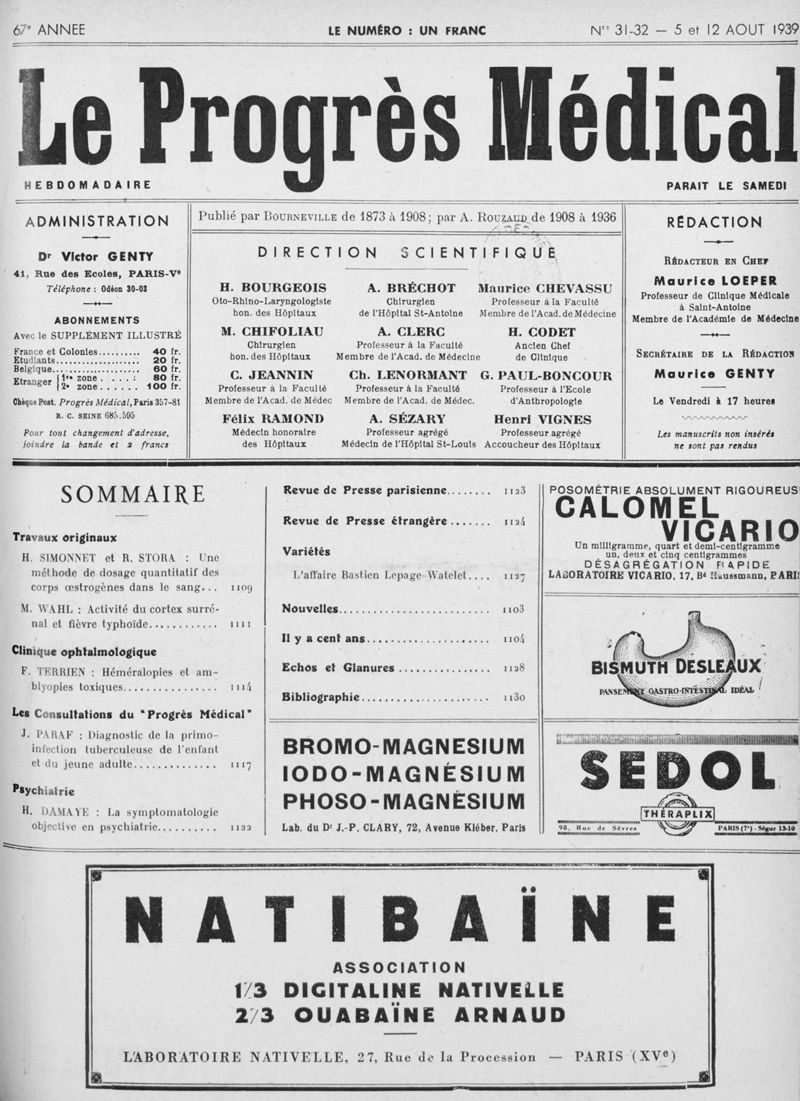 67e ANNEE
LE NUMÉRO : UN FRANC
Nos 31-32 — 5 et 12 AOUT 1939
Le Progrès Médical
HEBDOMADAIRE
PARAIT LE SAMEDI
ADMINISTRATION
Dr Victor GENTY
41, Rue des Ecoles, PARIS-Ve
Téléphone : Odéon 30-03
ABONNEMENTS
Avec le SUPPLÉMENT ILLUSTRÉ
France et Colonies.......... 40 fr.
Etudiants.................... 20 fr.
Belgique..................... 60 fr.
Etranger { 1re zone . . . . : 80 fr.
2e zone . . . . . . 100 fr.
Chèque Post. Progrès Médical, Paris 357-81
R. C. SEINE 685.595
Pour tout changement d'adresse,
joindre la bande et 2 francs
Publié par BOURNEVILLE de 1873 à 1908 ; par A. ROUZAUD de 1908 à 1936
DIRECTION SCIENTIFIQUE
H. BOURGEOIS
Oto-Rhino-Laryngologiste
hon. des Hôpitaux
A. BRÉCHOT
Chirurgien
de l'Hôpital St-Antoine
Maurice CHEVASSU
Professeur à la Faculté
Membre de l'Acad. de Médecine
M. CHIFOLIAU
Chirurgien
hon. des Hôpitaux
A. CLERC
Professeur à la Faculté
Membre de l'Acad. de Médecine
H. CODET
Ancien Chef
de Clinique
C. JEANNIN
Professeur à la Faculté
Membre de l'Acad. de Médec
Ch. LENORMANT
Professeur à la Faculté
Membre de l'Acad. de Médec.
G. PAUL-BONCOUR
Professeur à l'Ecole
d'Anthropologie
Félix RAMOND
Médecin honoraire
des Hôpitaux
A. SÉZARY
Professeur agrégé
Médecin de l'Hôpital St-Louis
Henri VIGNES
Professeur agrégé
Accoucheur des Hôpitaux
RÉDACTION
RÉDACTEUR EN CHEF
Maurice LOEPER
Professeur de Clinique Médicale
à Saint-Antoine
Membre de l'Académie de Médecine
SECRÉTAIRE DE LA RÉDACTION
Maurice GENTY
Le Vendredi à 17 heures
Les manuscrits non insérés
ne sont pas rendus
SOMMAIRE
Travaux originaux
H. SIMONNET et R. STORA : Une
méthode de dosage quantitatif des
corps œstrogènes dans le sang... 1109
M. WAHL : Activité du cortex surré-
nal et fièvre typhoïde............ 1111
Clinique ophtalmologique
F. TERRIEN : Héméralopies et am-
blyopies toxiques................ 1114
Les Consultations du "Progrès Médical"
J. PARAF : Diagnostic de la primo-
infection tuberculeuse de l'enfant
et du jeune adulte.............. 1117
Psychiatrie
H. DAMAYE : La symptomatologie
objective en psychiatrie.......... 1122
Revue de Presse parisienne........ 1123
Revue de Presse étrangère....... 1124
Variétés
L'affaire Bastien Lepage-Watelet.... 1127
Nouvelles........................ 1103
Il y a cent ans.................... 1104
Echos et Glanures ................ 1128
Bibliographie..................... 1130
BROMO-MAGNESIUM
IODO-MAGNÉSIUM
PHOSO-MAGNÉSIUM
Lab. du Dr J.-P. CLARY, 72, Avenue Kléber, Paris
POSOMÉTRIE ABSOLUMENT RIGOUREUS
CALOMEL
VICARIO
Un milligramme, quart et demi-centigramme
un, deux et cinq centigrammes
DÉSAGRÉGATION RAPIDE
LABORATOIRE VICARIO, 17, Bd Haussmann, PARI
BISMUTH DESLEAUX
PANSEMENT GASTRO-INTESTINAL IDÉAL
SEDOL
THÉRAPLIX
98, Rue de Sèvres
PARIS (7e) - Ségur 13-10
NATIBAÏNE
ASSOCIATION
1/3 DIGITALINE NATIVELLE
2/3 OUABAÏNE ARNAUD
LABORATOIRE NATIVELLE, 27, Rue de la Procession — PARIS (XVe)